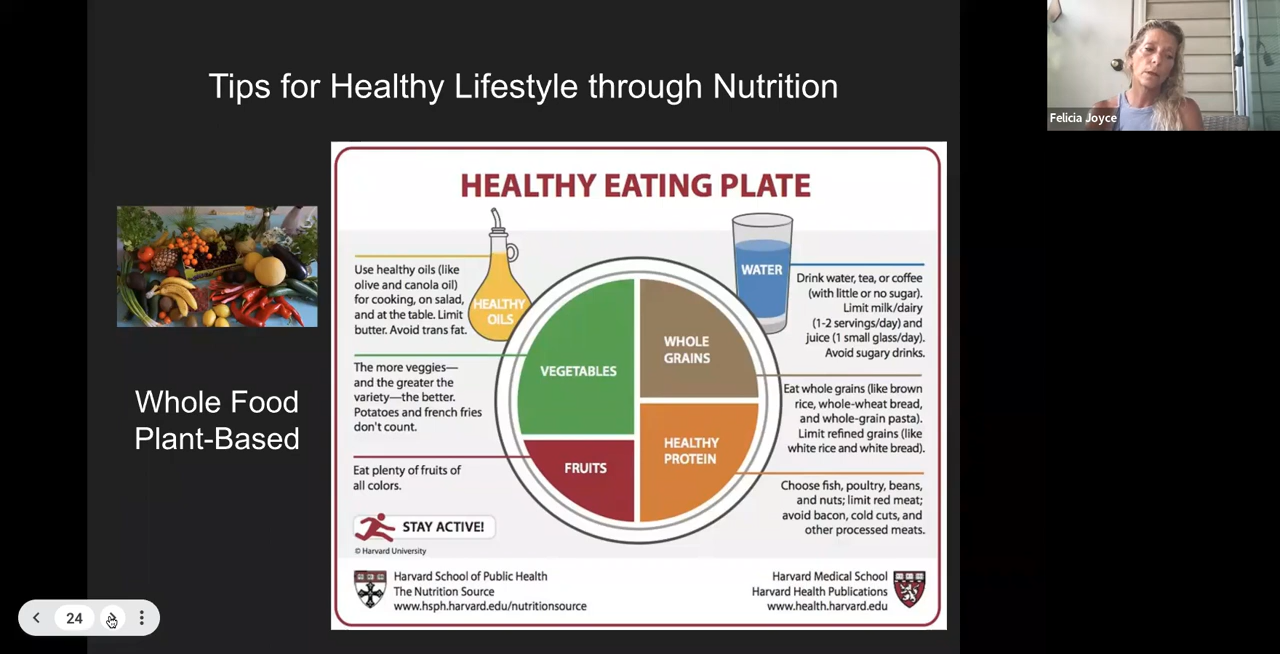 Tips for Healthy Lifestyle through Nutrition
Felicia Joyce
Whole Food
Plant-Based
HEALTHY EATING PLATE
Use healthy oils (like
olive and canola oil)
for cooking, on salad,
and at the table. Limit
butter. Avoid trans fat.
HEALTHY
OILS
The more veggies—
and the greater the
variety—the better.
Potatoes and french fries
don't count.
Eat plenty of fruits of
all colors.
STAY ACTIVE!
© Harvard University
VEGETABLES
FRUITS
WHOLE
GRAINS
HEALTHY
PROTEIN
WATER
Drink water, tea, or coffee
(with little or no sugar).
Limit milk/dairy
(1-2 servings/day) and
juice (1 small glass/day).
Avoid sugary drinks.
Eat whole grains (like brown
rice, whole-wheat bread,
and whole-grain pasta).
Limit refined grains (like
white rice and white bread).
Choose fish, poultry, beans,
and nuts; limit red meat;
avoid bacon, cold cuts, and
other processed meats.
Harvard School of Public Health
The Nutrition Source
www.hsph.harvard.edu/nutritionsource
Harvard Medical School
Harvard Health Publications
www.health.harvard.edu
24